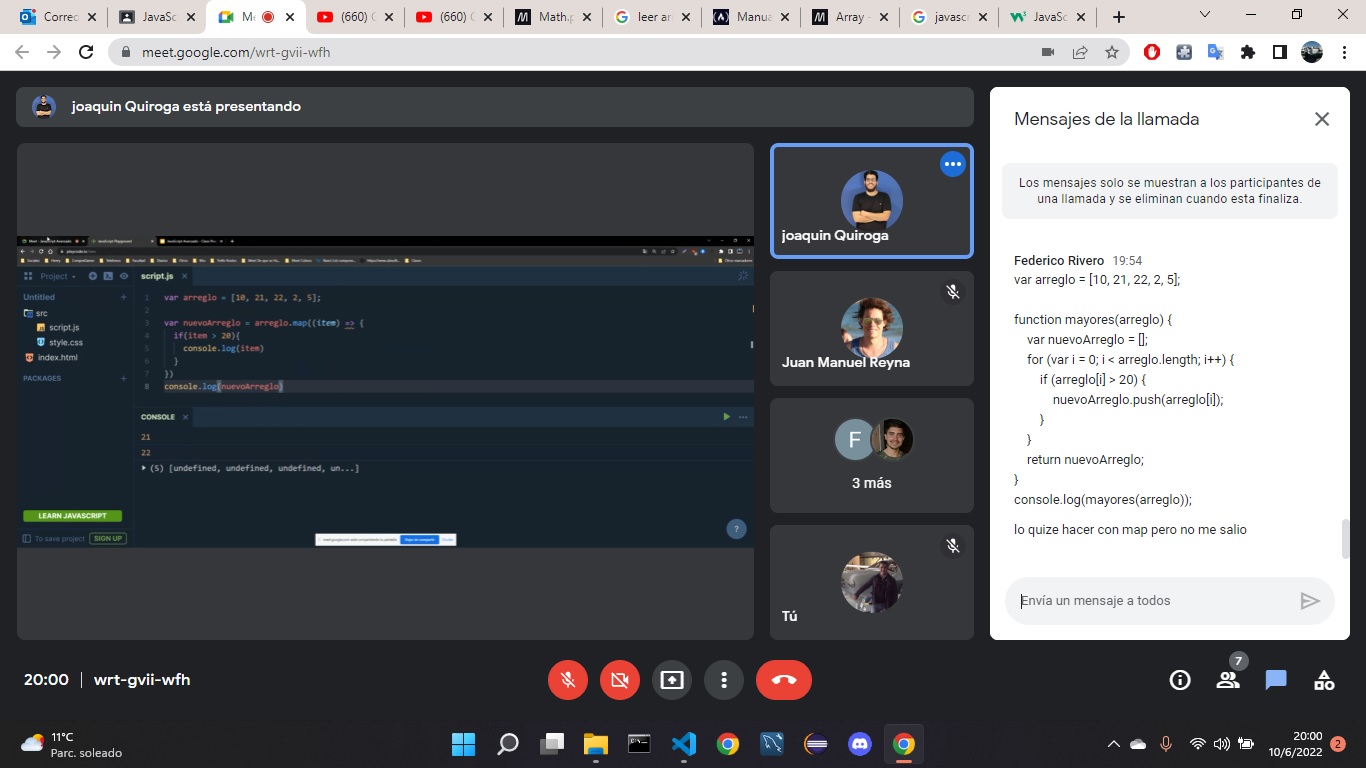 Correc
JavaSc
Me
(660) C
(660) C
Math.p
leer arr
Manua
Array -
javascr
JavaSc
meet.google.com/wrt-gvii-wfh
joaquin Quiroga está presentando
Project
script.js
Untitled
src
script.js
style.css
index.html
PACKAGES
1 var arreglo = [10, 21, 22, 2, 5];
2
3 var nuevoArreglo = arreglo.map((item) => {
4 if(item > 20){
5 console.log(item)
6 }
7 })
8 console.log(nuevoArreglo)
CONSOLE
21
22
(5) [undefined, undefined, undefined, un...]
LEARN JAVASCRIPT
To save project
SIGN UP
?
joaquin Quiroga
Juan Manuel Reyna
F
3 más
Tú
Mensajes de la llamada
Los mensajes solo se muestran a los participantes de
una llamada y se eliminan cuando esta finaliza.
Federico Rivero 19:54
var arreglo = [10, 21, 22, 2, 5];
function mayores(arreglo) {
var nuevoArreglo = [];
for (var i = 0; i < arreglo.length; i++) {
if (arreglo[i] > 20) {
nuevoArreglo.push(arreglo[i]);
}
}
return nuevoArreglo;
}
console.log(mayores(arreglo));
lo quize hacer con map pero no me salio
Envía un mensaje a todos
20:00 | wrt-gvii-wfh
7
11°C
Parc. soleado
20:00
10/6/2022
2